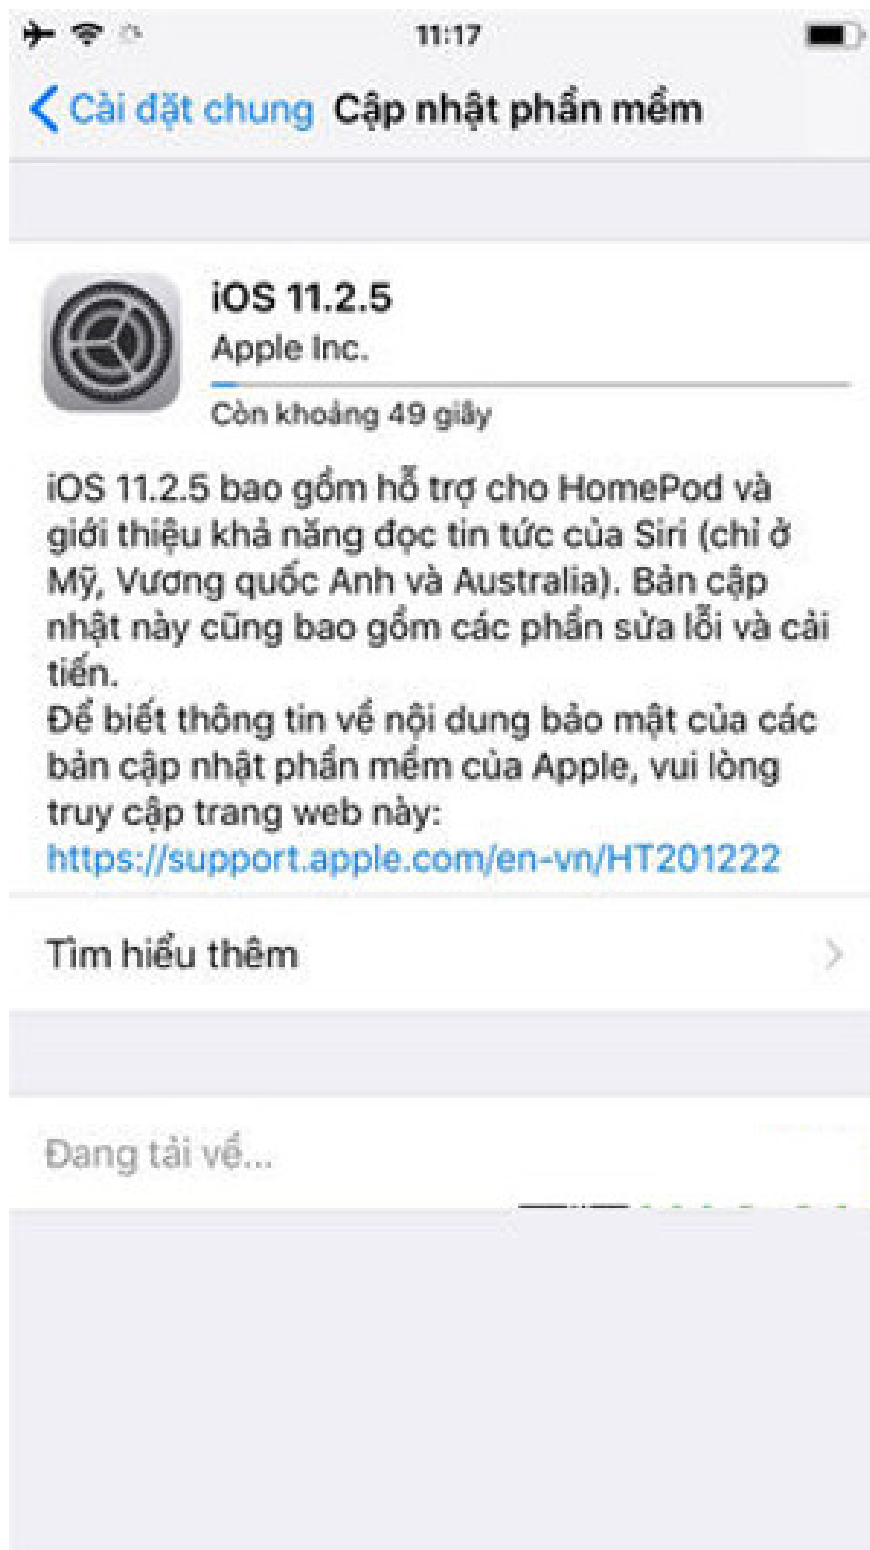 11:17
Cài đặt chung Cập nhật phần mềm
iOS 11.2.5
Apple Inc.
Còn khoảng 49 giây
iOS 11.2.5 bao gồm hỗ trợ cho HomePod và
giới thiệu khả năng đọc tin tức của Siri (chỉ ở
Mỹ, Vương quốc Anh và Australia). Bản cập
nhật này cũng bao gồm các phần sửa lỗi và cải
tiến.
Để biết thông tin về nội dung bảo mật của các
bản cập nhật phần mềm của Apple, vui lòng
truy cập trang web này:
https://support.apple.com/en-vn/HT201222
Tìm hiểu thêm
Đang tải về...